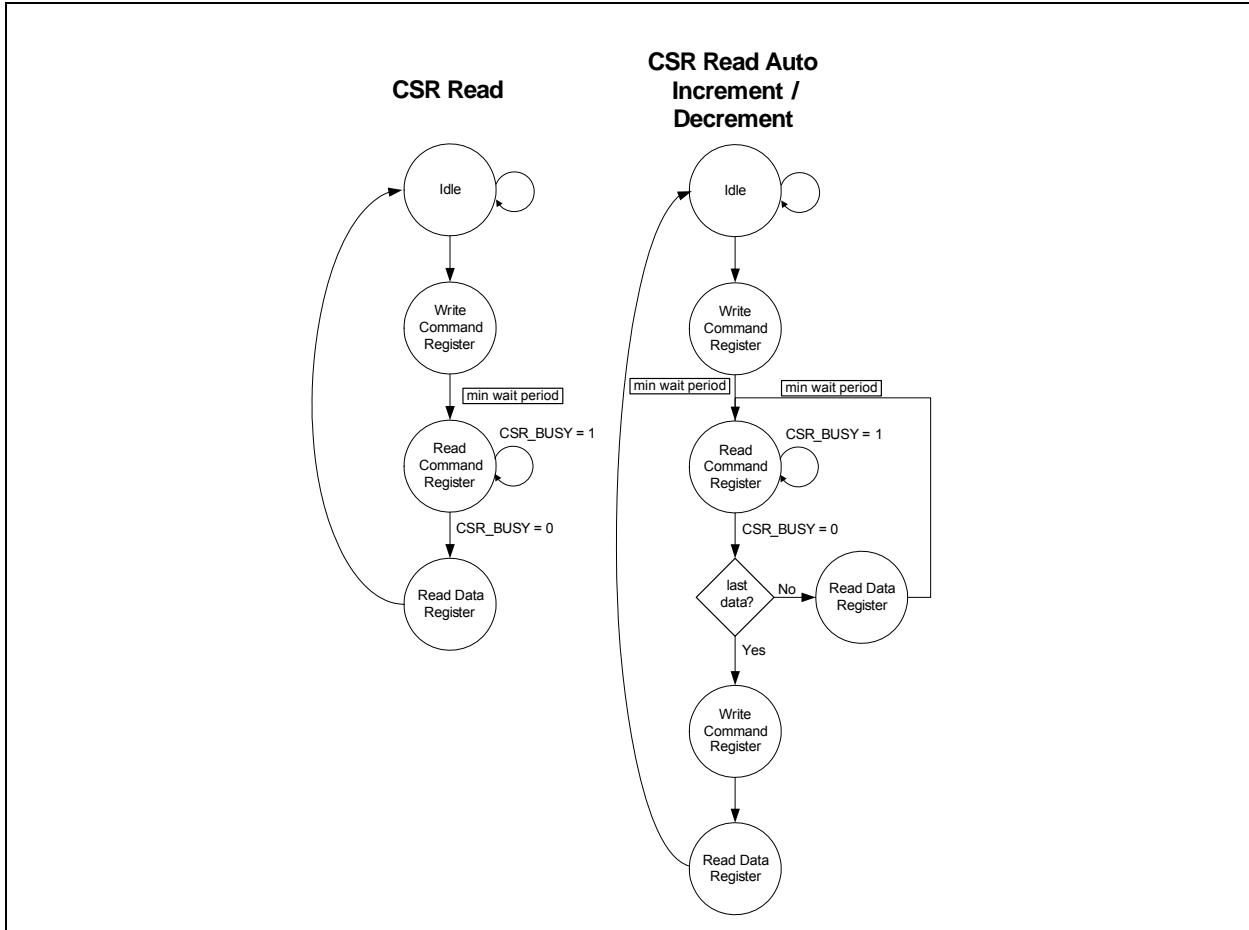 CSR Read
Idle
Write
Command
Register
min wait period
Read
Command
Register
CSR_BUSY = 1
CSR_BUSY = 0
Read Data
Register
CSR Read Auto
Increment /
Decrement
Idle
Write
Command
Register
min wait period
min wait period
Read
Command
Register
CSR_BUSY = 1
CSR_BUSY = 0
last
data?
No
Read Data
Register
Yes
Write
Command
Register
Read Data
Register